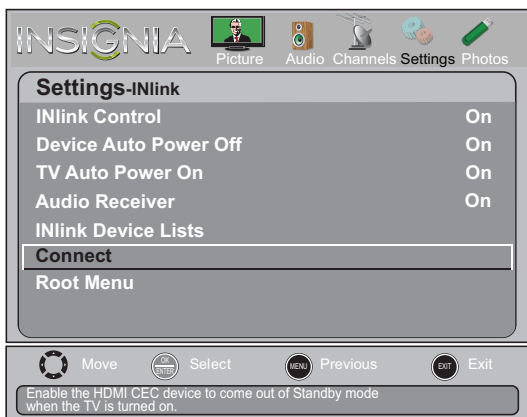 INSIGNIA
Picture Audio Channels Settings Photos
Settings-INlink
INlink Control On
Device Auto Power Off On
TV Auto Power On On
Audio Receiver On
INlink Device Lists
Connect
Root Menu
Move OK ENTER Select MENU Previous EXIT Exit
Enable the HDMI CEC device to come out of Standby mode
when the TV is turned on.